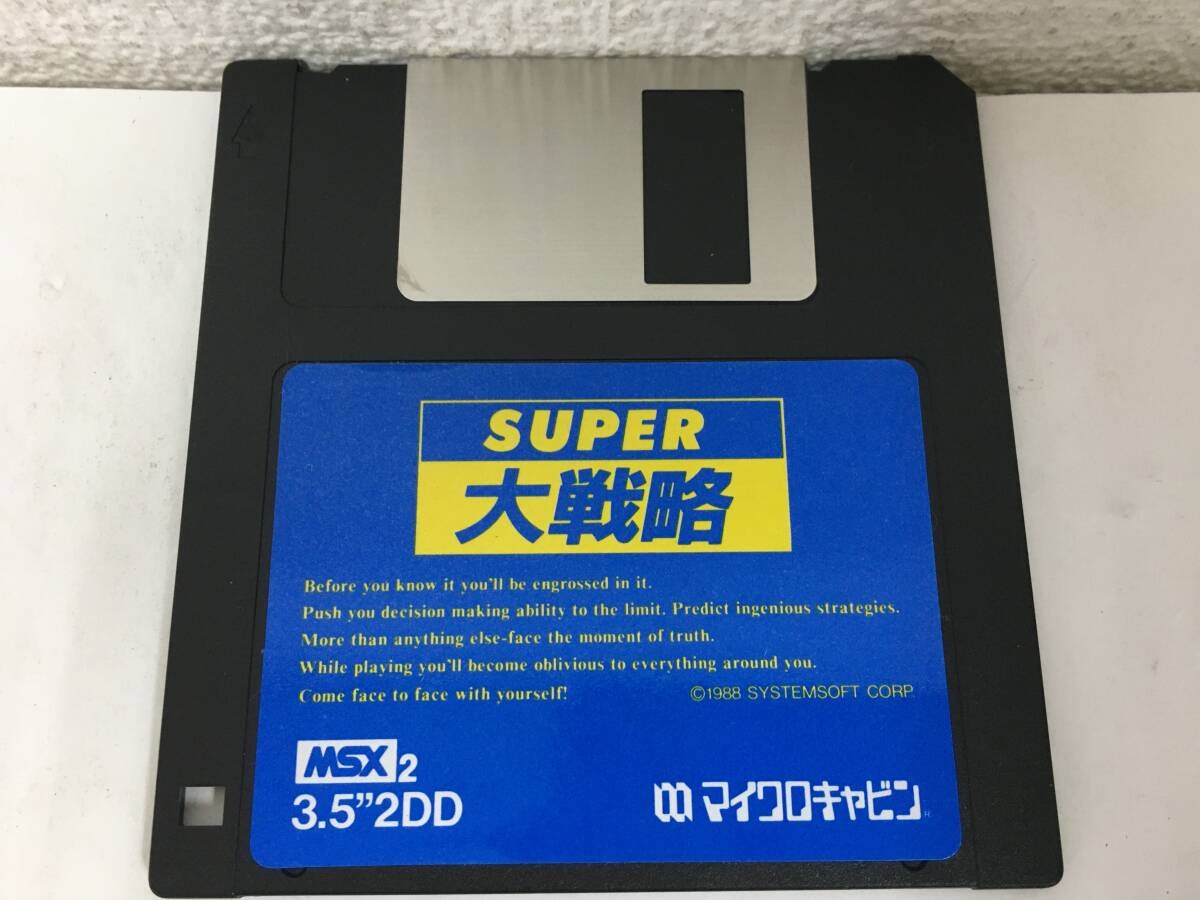 SUPER
大戦略
Before you know it you'll be engrossed in it.
Push you decision making ability to the limit. Predict ingenious strategies.
More than anything else-face the moment of truth.
While playing you'll become oblivious to everything around you.
Come face to face with yourself!
©1988 SYSTEMSOFT CORP.
MSX2
3.5”2DD
マイクロキャビン